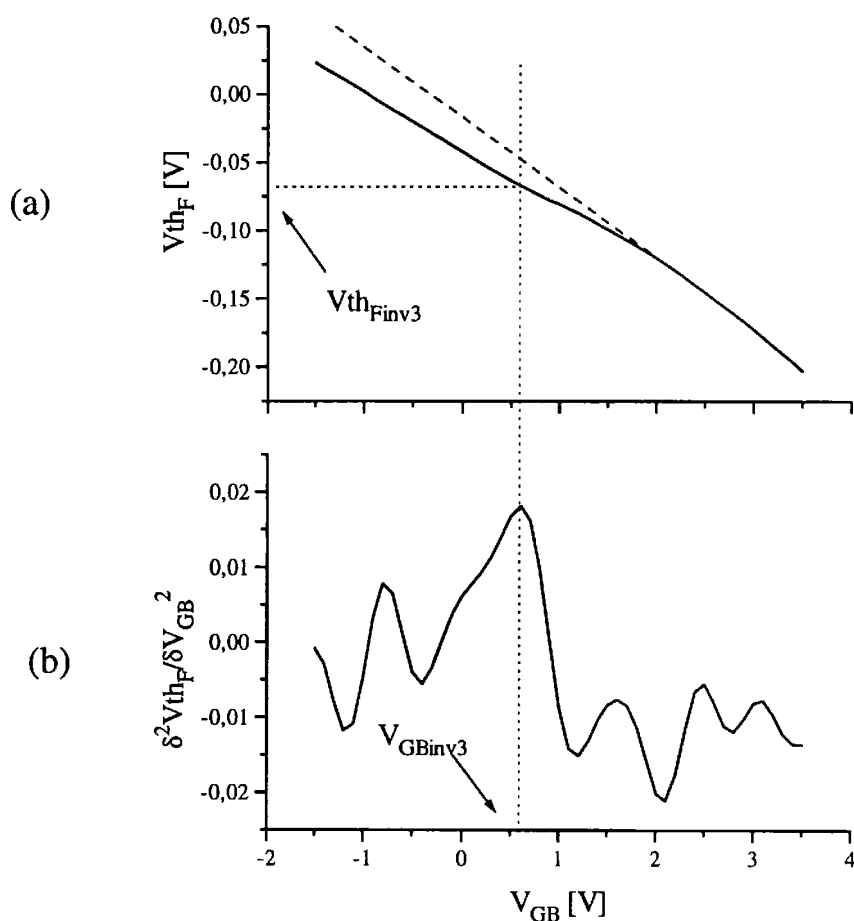 (a)
Vth_F [V]
0,05
0,00
-0,05
-0,10
-0,15
-0,20
Vth_Finv3
(b)
δ²Vth_F/δV_GB²
0,02
0,01
0,00
-0,01
-0,02
V_GBinv3
-2 -1 0 1 2 3 4
V_GB [V]